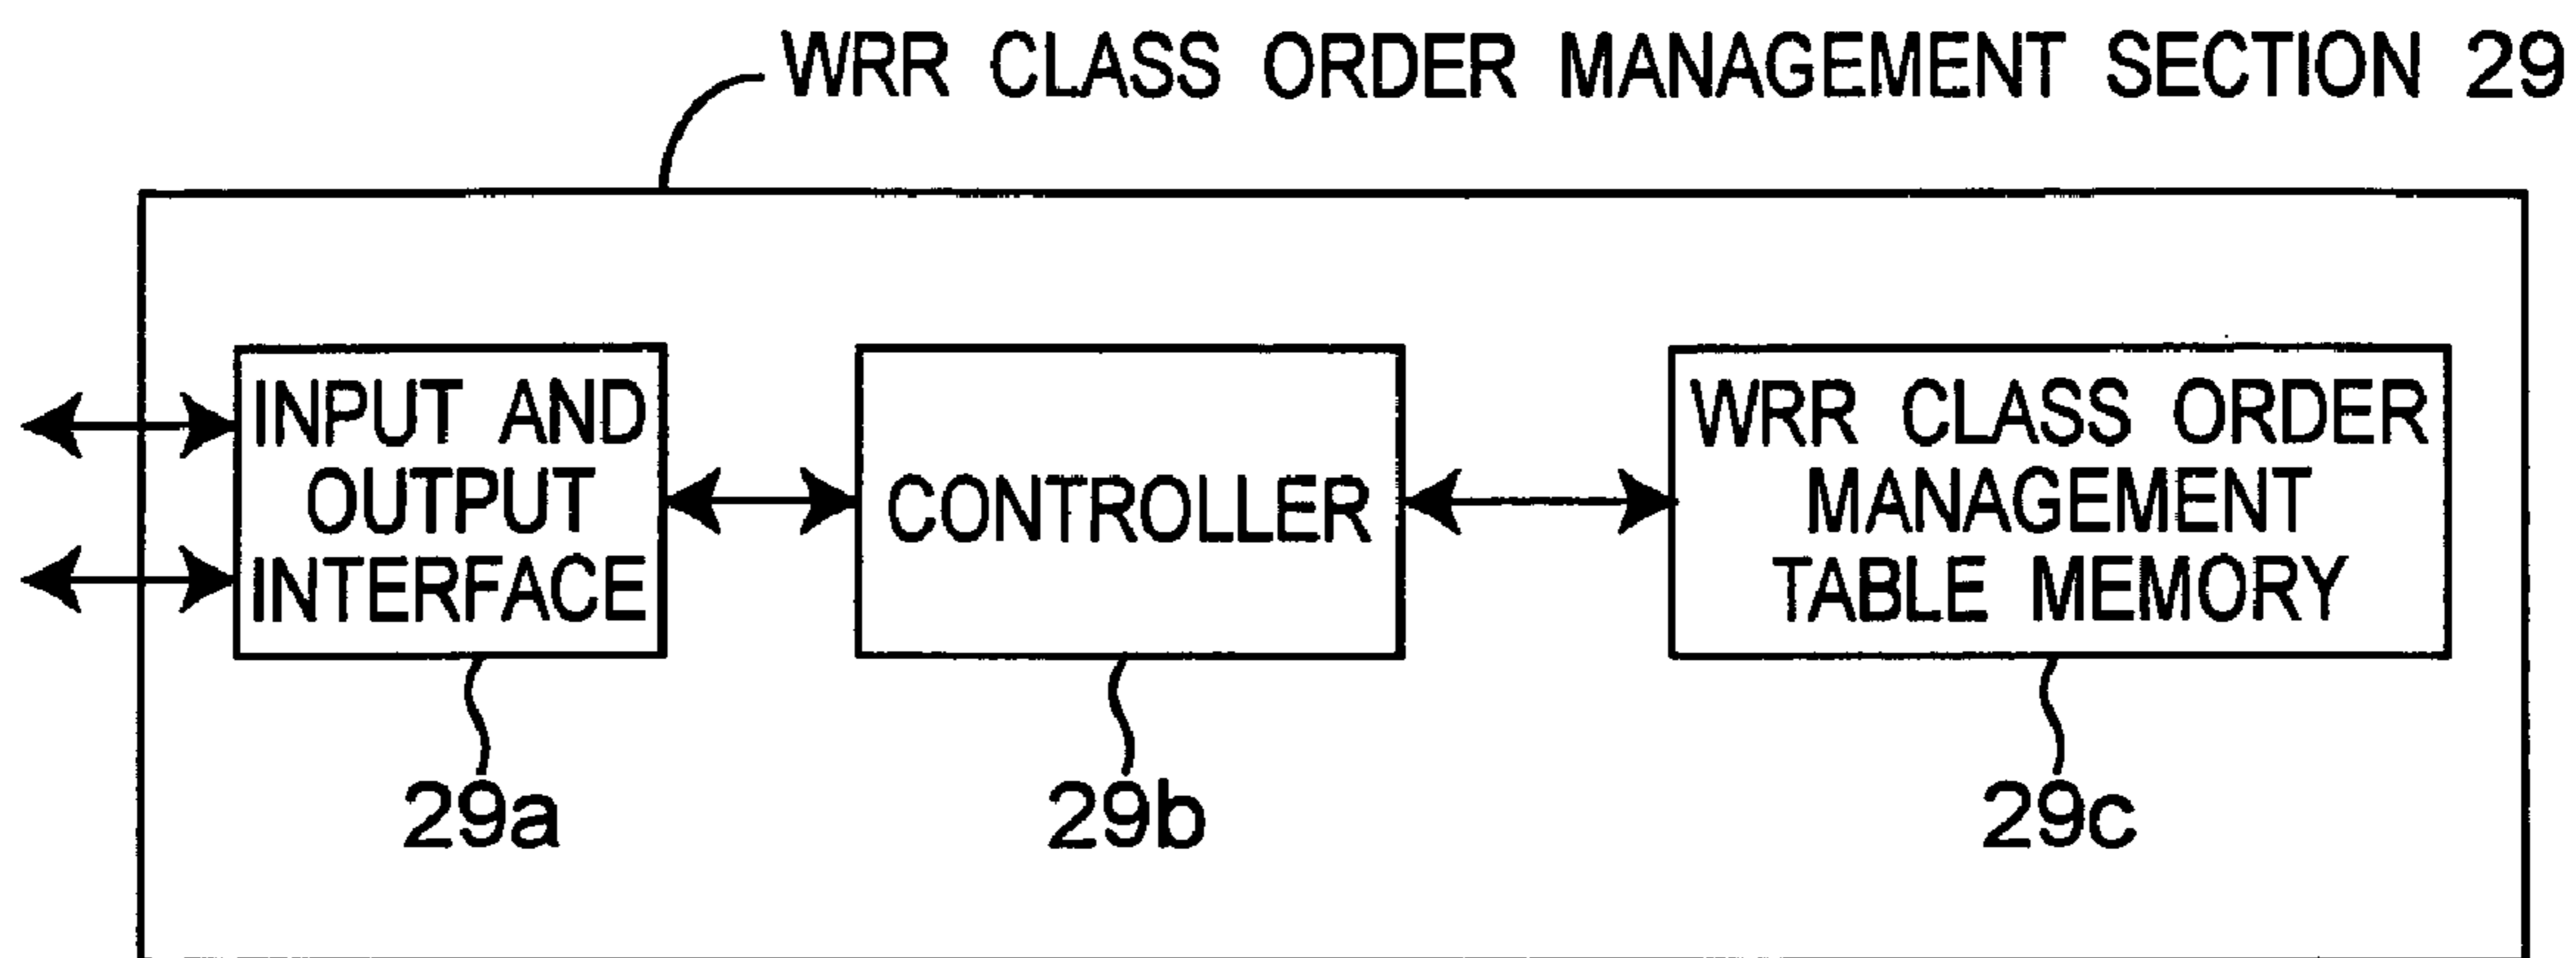 WRR CLASS ORDER MANAGEMENT SECTION 29
INPUT AND
OUTPUT
INTERFACE
CONTROLLER
WRR CLASS ORDER
MANAGEMENT
TABLE MEMORY
29a
29b
29c